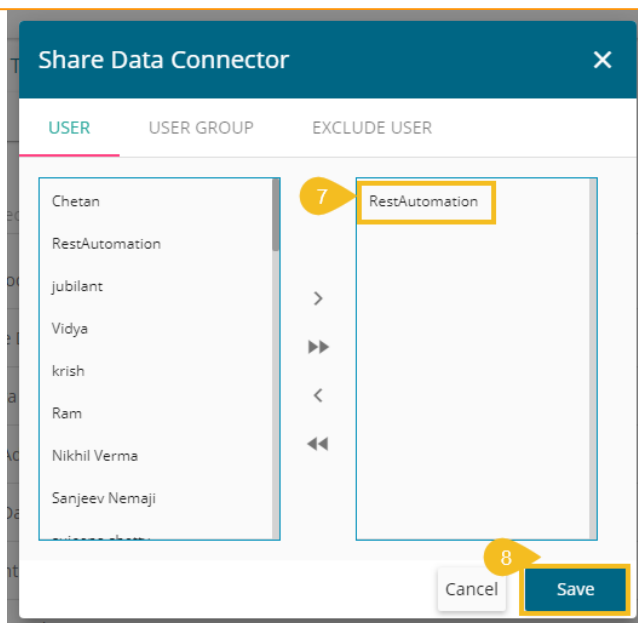 Share Data Connector
USER USER GROUP EXCLUDE USER
Chetan
RestAutomation
jubilant
Vidya
krish
Ram
Nikhil Verma
Sanjeev Nemaji
7
RestAutomation
8
Cancel
Save